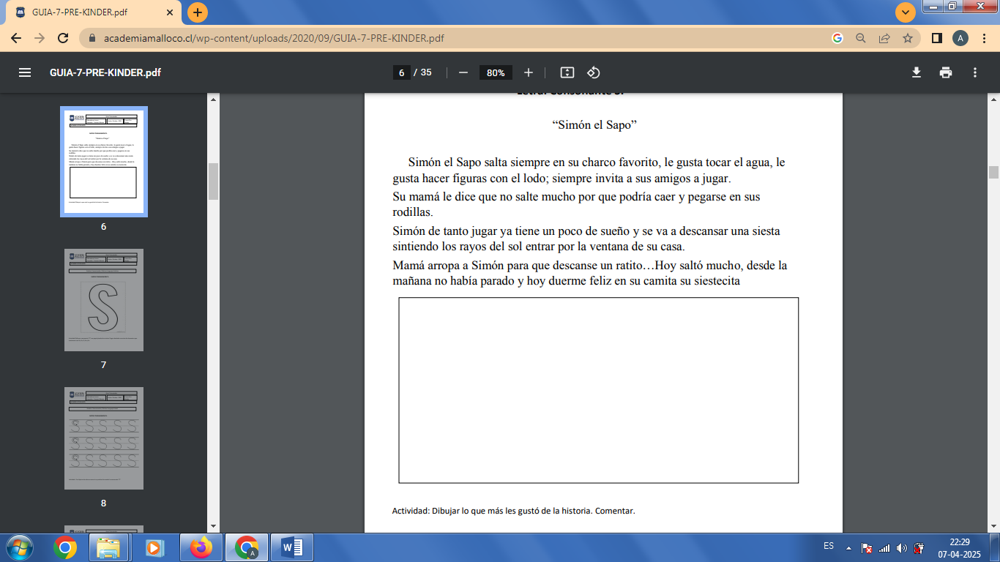 GUIA-7-PRE-KINDER.pdf
academiamalloco.cl/wp-content/uploads/2020/09/GUIA-7-PRE-KINDER.pdf
A
GUIA-7-PRE-KINDER.pdf
6 / 35
80%
“Simón el Sapo”
Simón el Sapo salta siempre en su charco favorito, le gusta tocar el agua, le
gusta hacer figuras con el lodo; siempre invita a sus amigos a jugar.
Su mamá le dice que no salte mucho por que podría caer y pegarse en sus
rodillas.
Simón de tanto jugar ya tiene un poco de sueño y se va a descansar una siesta
sintiendo los rayos del sol entrar por la ventana de su casa.
Mamá arropa a Simón para que descanse un ratito…Hoy saltó mucho, desde la
mañana no había parado y hoy duerme feliz en su camita su siestecita
Actividad: Dibujar lo que más les gustó de la historia. Comentar.
6
S
7
S S S S S
S S S S S
S S S S S
8
A
W
ES
22:29
07-04-2025